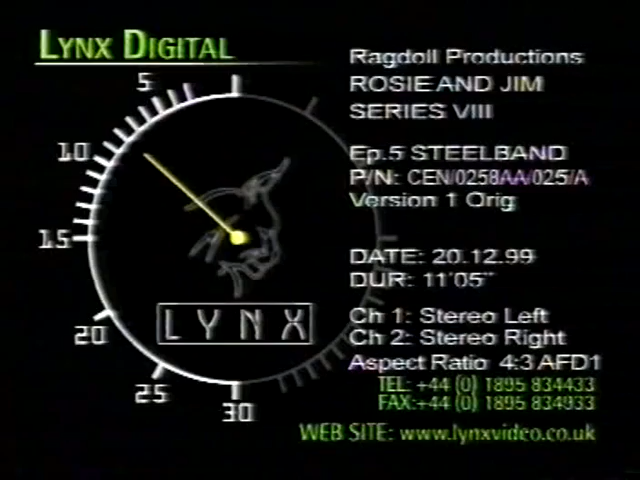 LYNX DIGITAL
5
10
15
20
25
30
LYNX
Ragdoll Productions
ROSIE AND JIM
SERIES VIII
Ep.5 STEELBAND
P/N: CEN/0258AA/025/A
Version 1 Orig
DATE: 20.12.99
DUR: 11'05"
Ch 1: Stereo Left
Ch 2: Stereo Right
Aspect Ratio 4:3 AFD1
TEL: +44 (0) 1895 834433
FAX:+44 (0) 1895 834933
WEB SITE: www.lynxvideo.co.uk